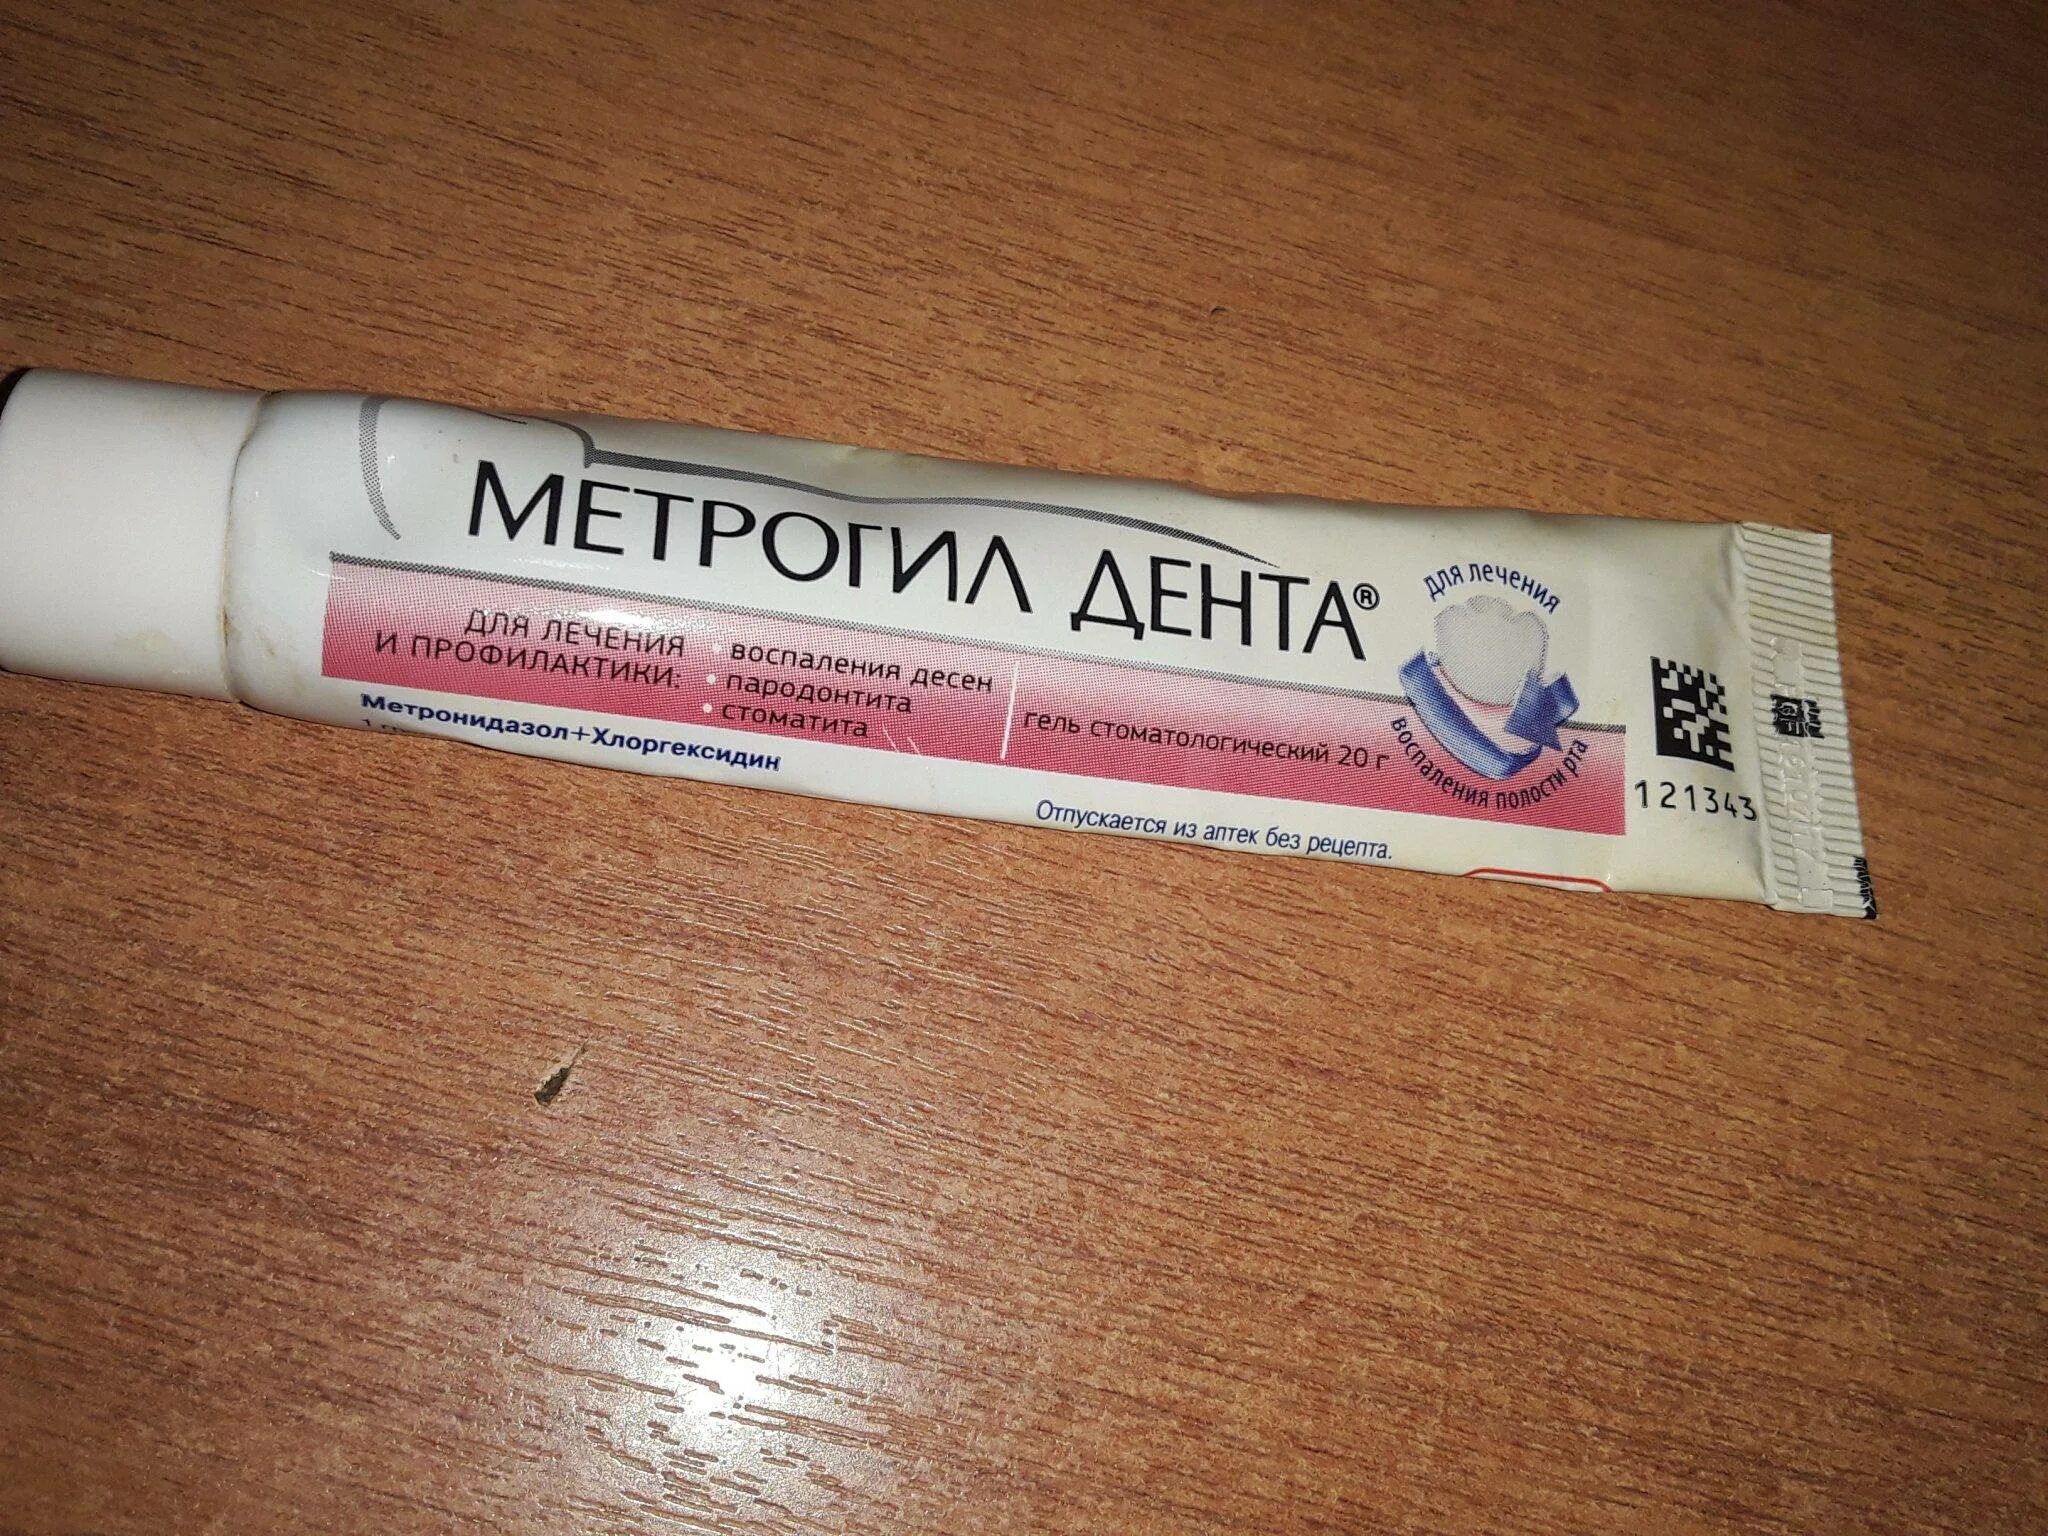 МЕТРОГИЛ ДЕНТА®
ДЛЯ ЛЕЧЕНИЯ
И ПРОФИЛАКТИКИ:
• воспаления десен
• пародонтита
• стоматита
гель стоматологический 20 г
для лечения
воспаления полости рта
Метронидазол+Хлоргексидин
Отпускается из аптек без рецепта.
121343